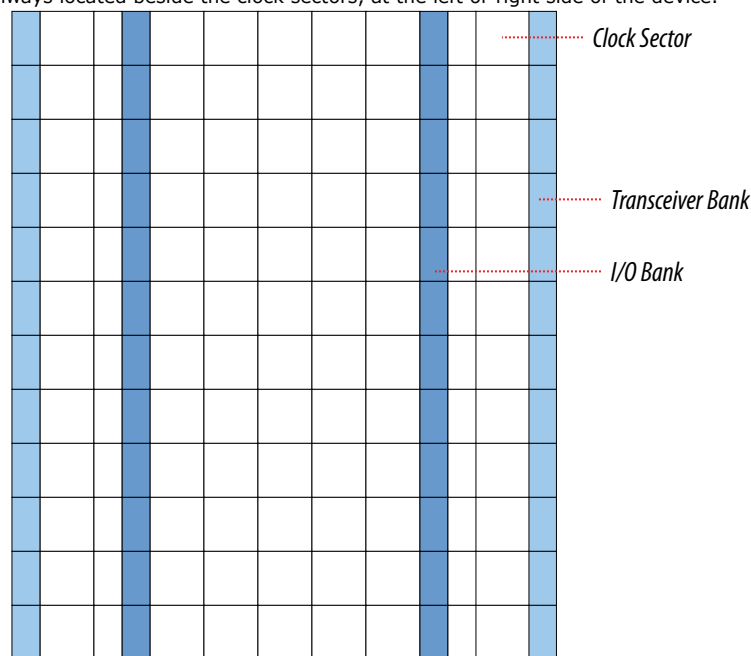 always located beside the clock sectors, at the left or right side of the device.
Clock Sector
Transceiver Bank
I/O Bank